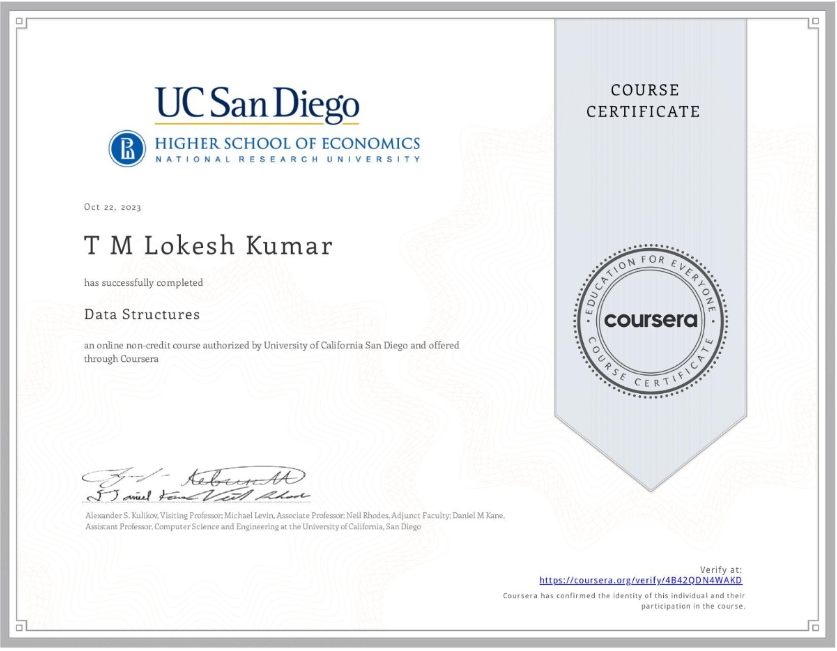 UC San Diego
HIGHER SCHOOL OF ECONOMICS
NATIONAL RESEARCH UNIVERSITY
COURSE
CERTIFICATE
Oct 22, 2023
T M Lokesh Kumar
has successfully completed
Data Structures
an online non-credit course authorized by University of California San Diego and offered
through Coursera
EDUCATION FOR EVERYONE
coursera
COURSE CERTIFICATE
Alexander S. Kulikov, Visiting Professor; Michael Levin, Associate Professor; Neil Rhodes, Adjunct Faculty; Daniel M Kane,
Assistant Professor, Computer Science and Engineering at the University of California, San Diego
Verify at:
https://coursera.org/verify/4B42QDN4WAKD
Coursera has confirmed the identity of this individual and their
participation in the course.